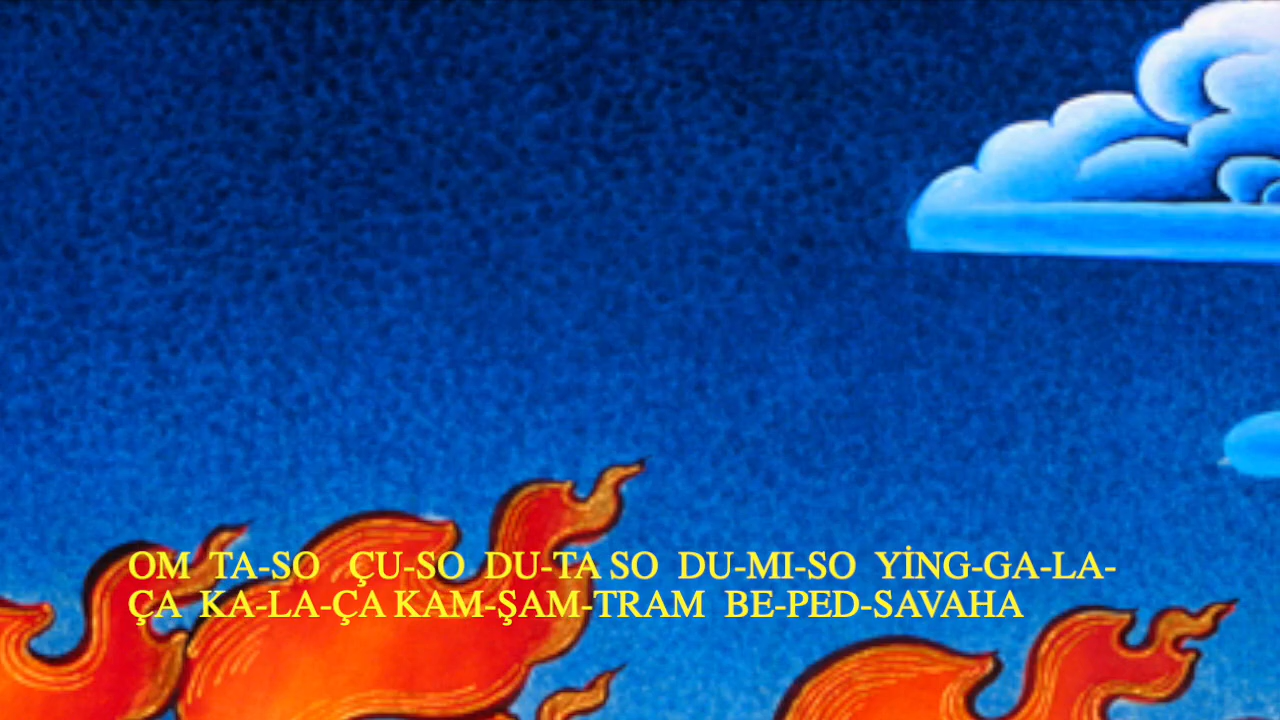 OM TA-SO ÇU-SO DU-TA SO DU-MI-SO YİNG-GA-LA-
ÇA KA-LA-ÇA KAM-ŞAM-TRAM BE-PED-SAVAHA